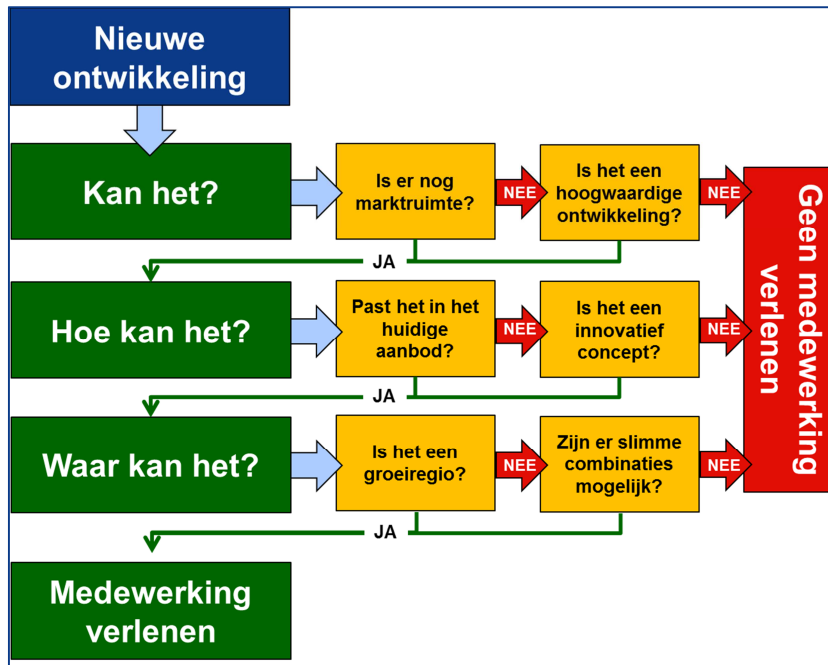 Nieuwe
ontwikkeling
Kan het?
Is er nog
marktruimte?
NEE
Is het een
hoogwaardige
ontwikkeling?
NEE
JA
Hoe kan het?
Past het in het
huidige
aanbod?
NEE
Is het een
innovatief
concept?
NEE
JA
Waar kan het?
Is het een
groeiregio?
NEE
Zijn er slimme
combinaties
mogelijk?
NEE
JA
Medewerking
verlenen
Geen medewerking
verlenen